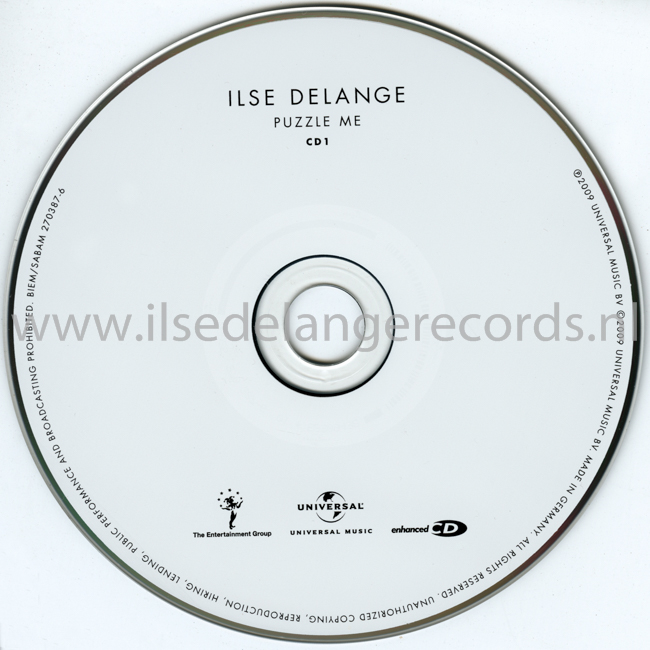 ILSE DELANGE
PUZZLE ME
CD1
℗2009 UNIVERSAL MUSIC BV ©2009 UNIVERSAL MUSIC BV. MADE IN GERMANY. ALL RIGHTS RESERVED. UNAUTHORIZED COPYING, REPRODUCTION, HIRING, LENDING, PUBLIC PERFORMANCE AND BROADCASTING PROHIBITED. BIEM/SABAM 270387-6
www.ilsedelangerecords.nl
The Entertainment Group
UNIVERSAL
UNIVERSAL MUSIC
enhanced CD